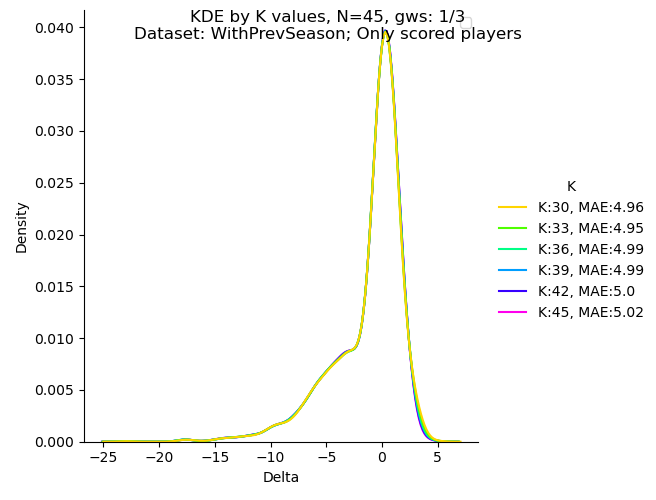 KDE by K values, N=45, gws: 1/3
Dataset: WithPrevSeason; Only scored players
0.040
0.035
0.030
0.025
0.020
0.015
0.010
0.005
0.000
Density
−25
−20
−15
−10
−5
0
5
Delta
K
K:30, MAE:4.96
K:33, MAE:4.95
K:36, MAE:4.99
K:39, MAE:4.99
K:42, MAE:5.0
K:45, MAE:5.02